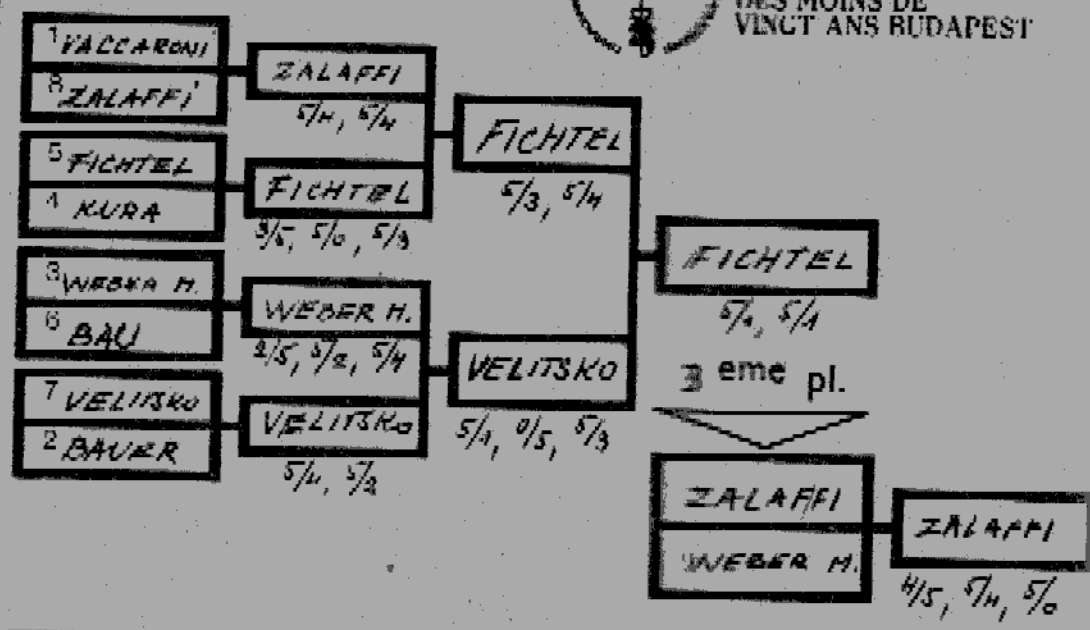 DES MOINS DE
VINGT ANS BUDAPEST
1 VACCARONI
8 ZALAFFI
5 FICHTEL
4 KURA
3 WEBER H.
6 BAU
7 VELITSKO
2 BAUER
ZALAFFI
5/4, 5/4
FICHTEL
3/5, 5/0, 5/3
WEBER H.
2/5, 5/2, 5/4
VELITSKO
5/4, 5/2
FICHTEL
5/3, 5/4
VELITSKO
5/1, 0/5, 5/3
FICHTEL
5/1, 5/1
3 eme pl.
ZALAFFI
WEBER H.
ZALAFFI
4/5, 5/4, 5/0